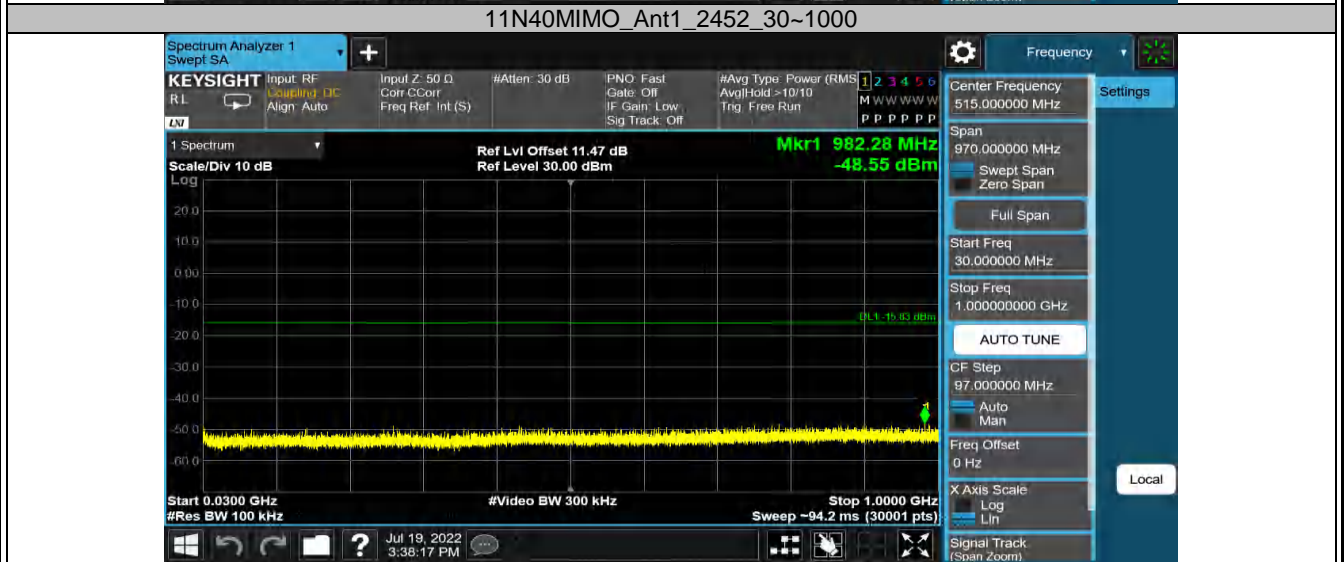 11N40MIMO_Ant1_2452_30~1000
Spectrum Analyzer 1
Swept SA
Frequency
KEYSIGHT
RL
LXI
Input: RF
Coupling: DC
Align: Auto
Input Z: 50 Ω
Corr CCorr
Freq Ref: Int (S)
#Atten: 30 dB
PNO: Fast
Gate: Off
IF Gain: Low
Sig Track: Off
#Avg Type: Power (RMS
Avg|Hold >10/10
Trig: Free Run
1 2 3 4 5 6
M W W W W W
P P P P P P
1 Spectrum
Scale/Div 10 dB
Log
Ref Lvl Offset 11.47 dB
Ref Level 30.00 dBm
Mkr1 982.28 MHz
-48.55 dBm
20.0
10.0
0.00
-10.0
-20.0
-30.0
-40.0
-50.0
-60.0
DL1 -15.83 dBm
1
Start 0.0300 GHz
#Res BW 100 kHz
#Video BW 300 kHz
Stop 1.0000 GHz
Sweep ~94.2 ms (30001 pts)
Jul 19, 2022
3:38:17 PM
Center Frequency
515.000000 MHz
Span
970.000000 MHz
Swept Span
Zero Span
Full Span
Start Freq
30.000000 MHz
Stop Freq
1.000000000 GHz
AUTO TUNE
CF Step
97.000000 MHz
Auto
Man
Freq Offset
0 Hz
X Axis Scale
Log
Lin
Signal Track
(Span Zoom)
Settings
Local